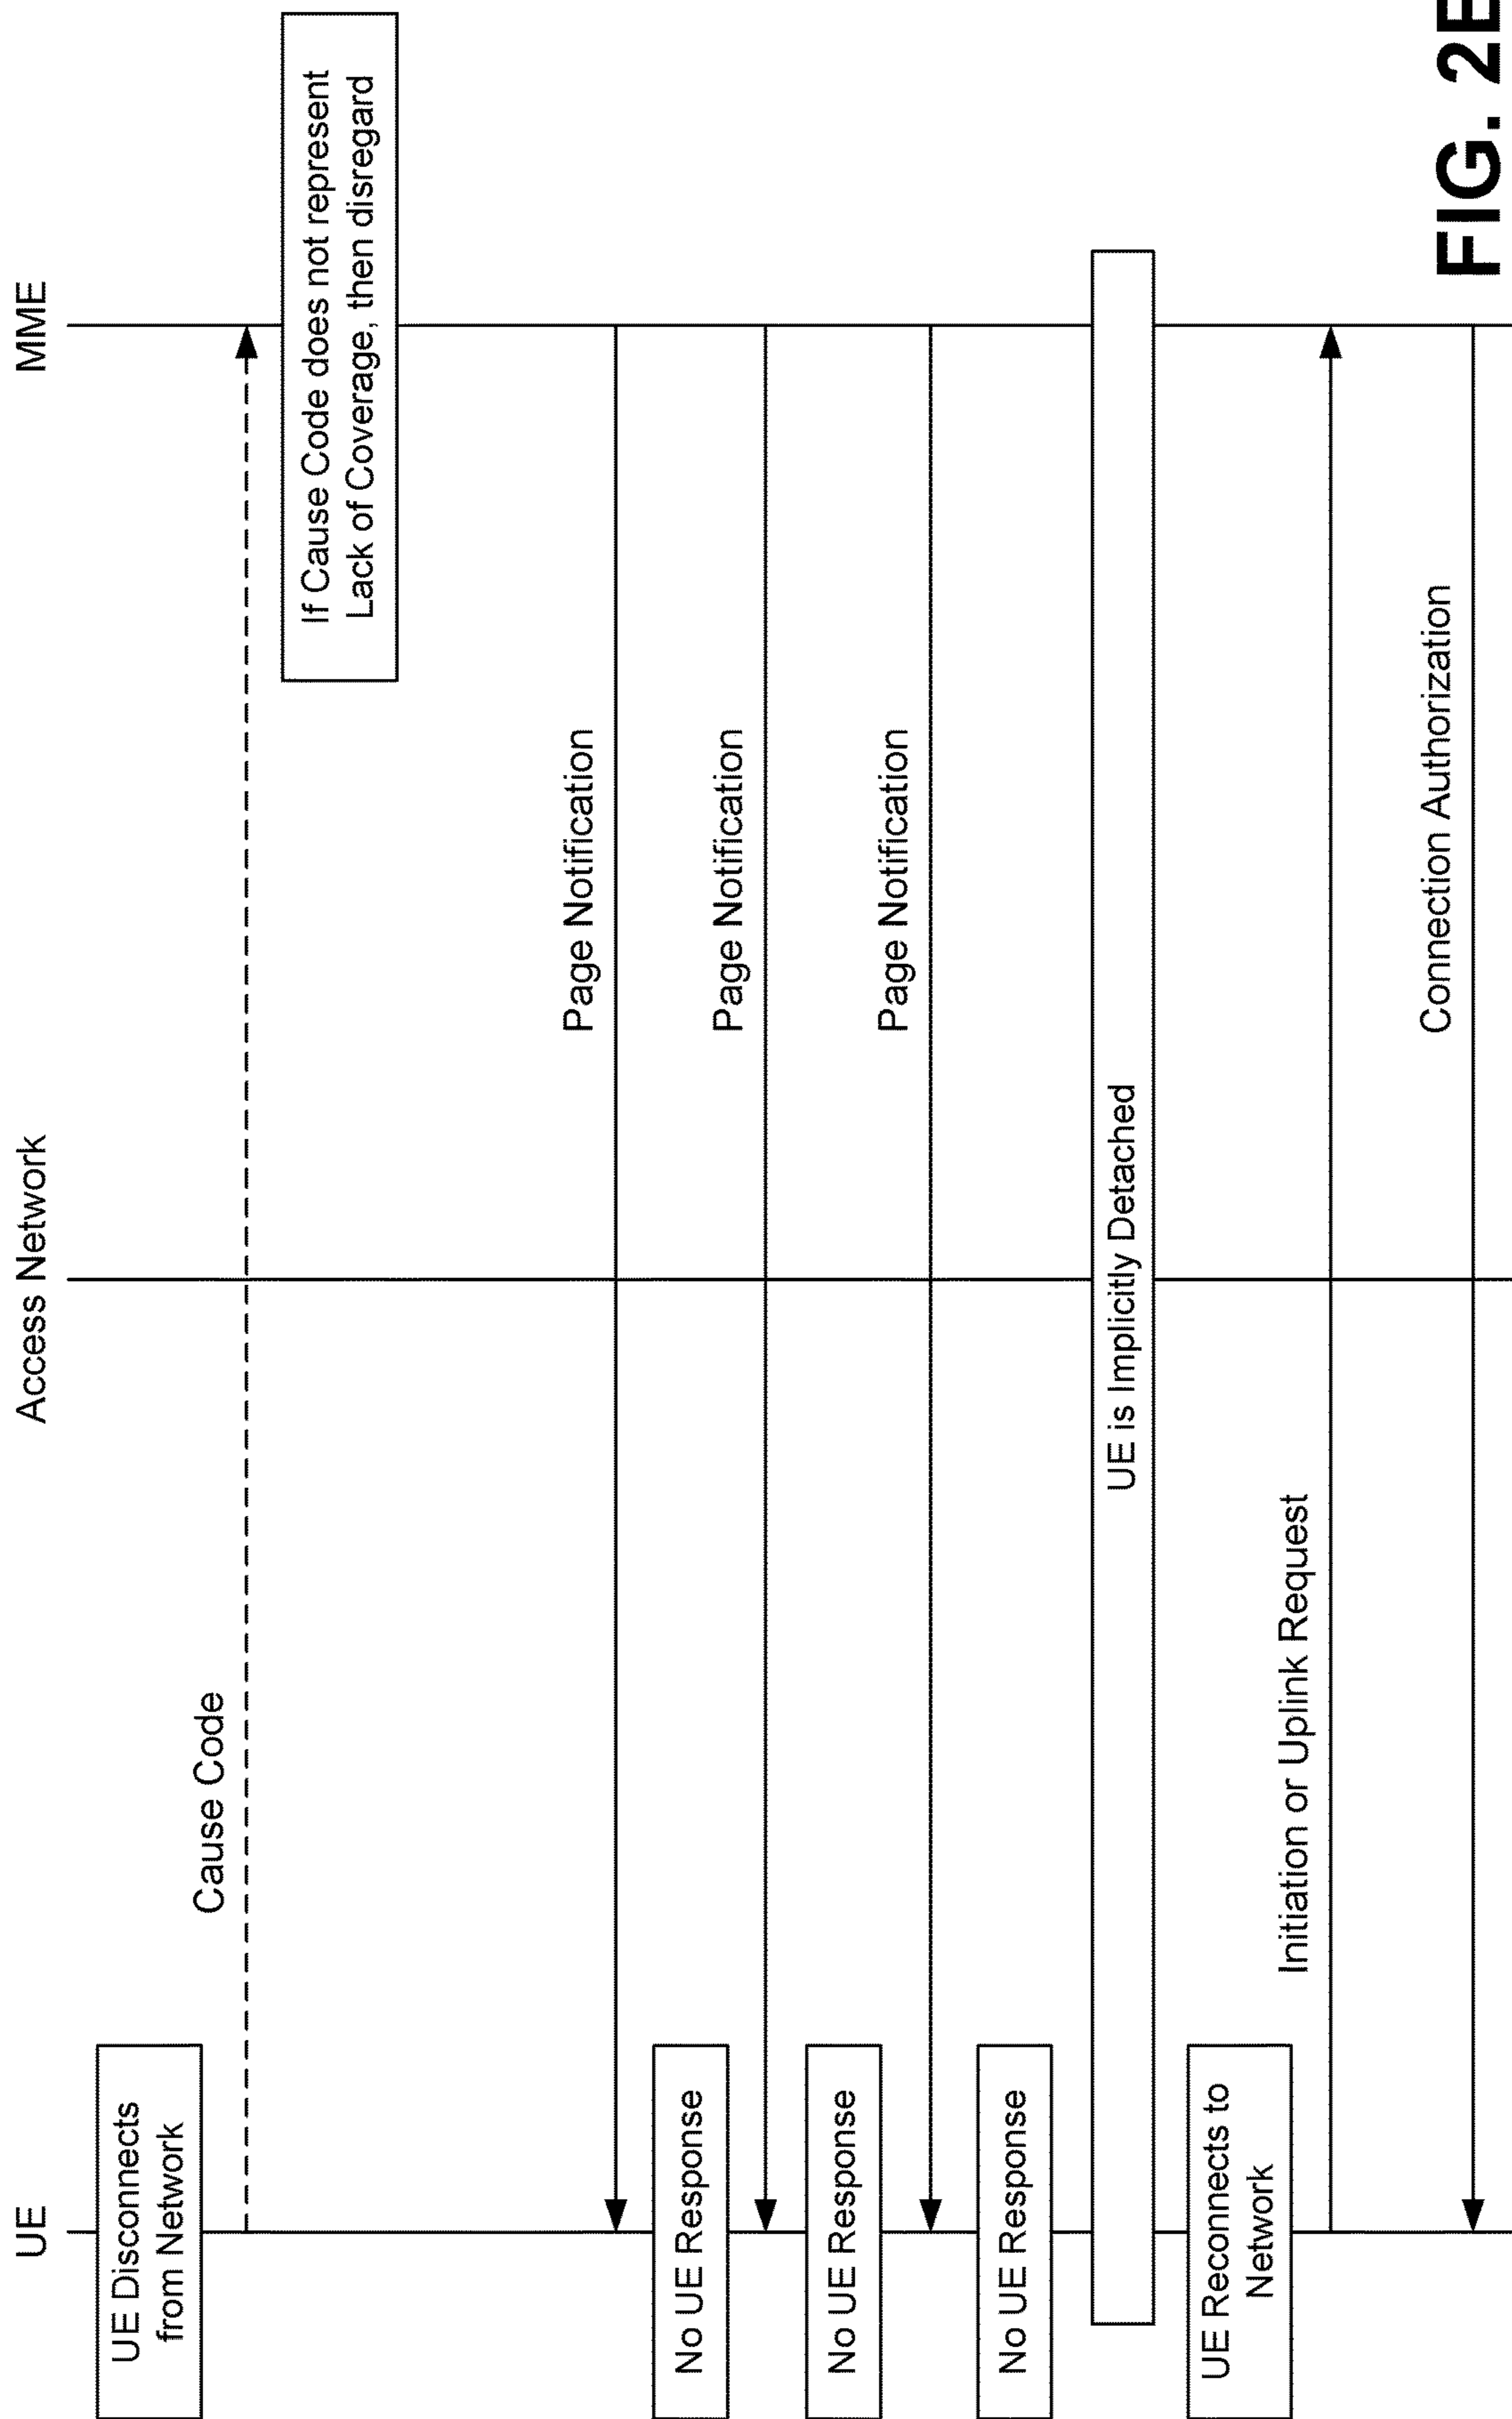 UE
Access Network
MME
UE Disconnects
from Network
Cause Code
If Cause Code does not represent
Lack of Coverage, then disregard
Page Notification
No UE Response
Page Notification
No UE Response
Page Notification
No UE Response
UE is Implicitly Detached
UE Reconnects to
Network
Initiation or Uplink Request
Connection Authorization
FIG. 2E